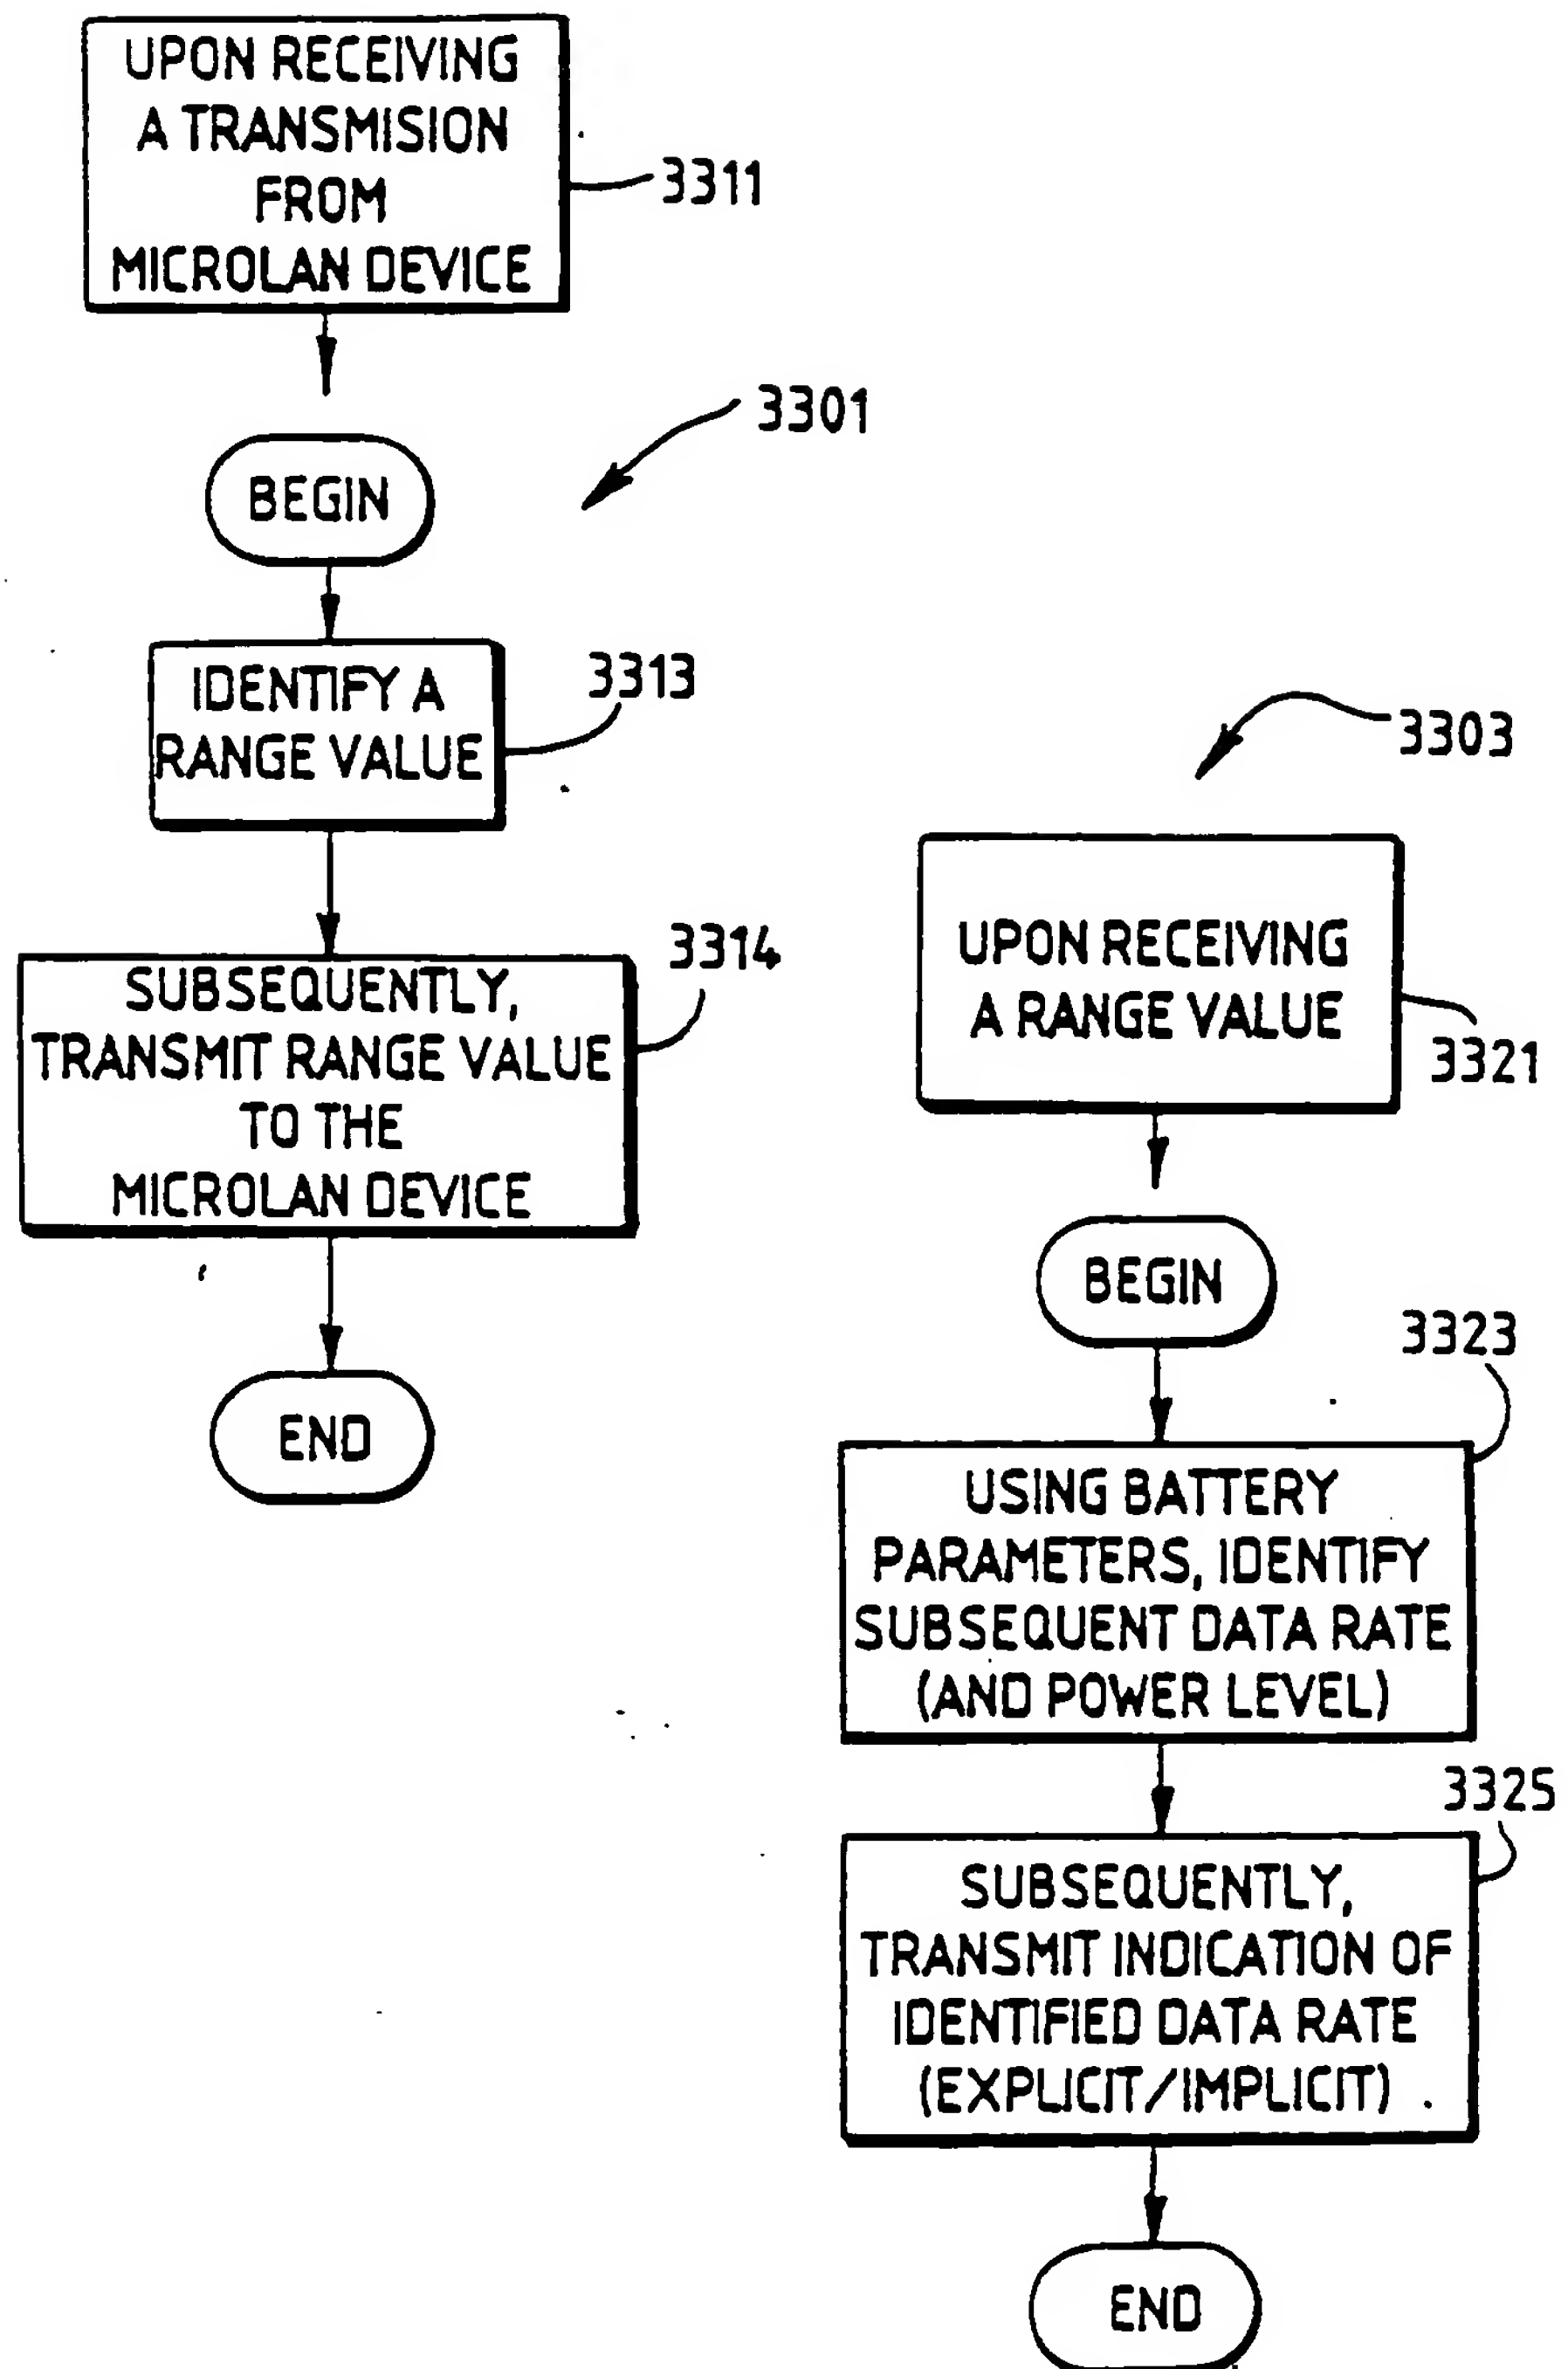 UPON RECEIVING
A TRANSMISION
FROM
MICROLAN DEVICE
3311
3301
BEGIN
IDENTIFY A
RANGE VALUE
3313
SUBSEQUENTLY,
TRANSMIT RANGE VALUE
TO THE
MICROLAN DEVICE
3314
END
3303
UPON RECEIVING
A RANGE VALUE
3321
BEGIN
3323
USING BATTERY
PARAMETERS, IDENTIFY
SUBSEQUENT DATA RATE
(AND POWER LEVEL)
3325
SUBSEQUENTLY,
TRANSMIT INDICATION OF
IDENTIFIED DATA RATE
(EXPLICIT/IMPLICIT)
END